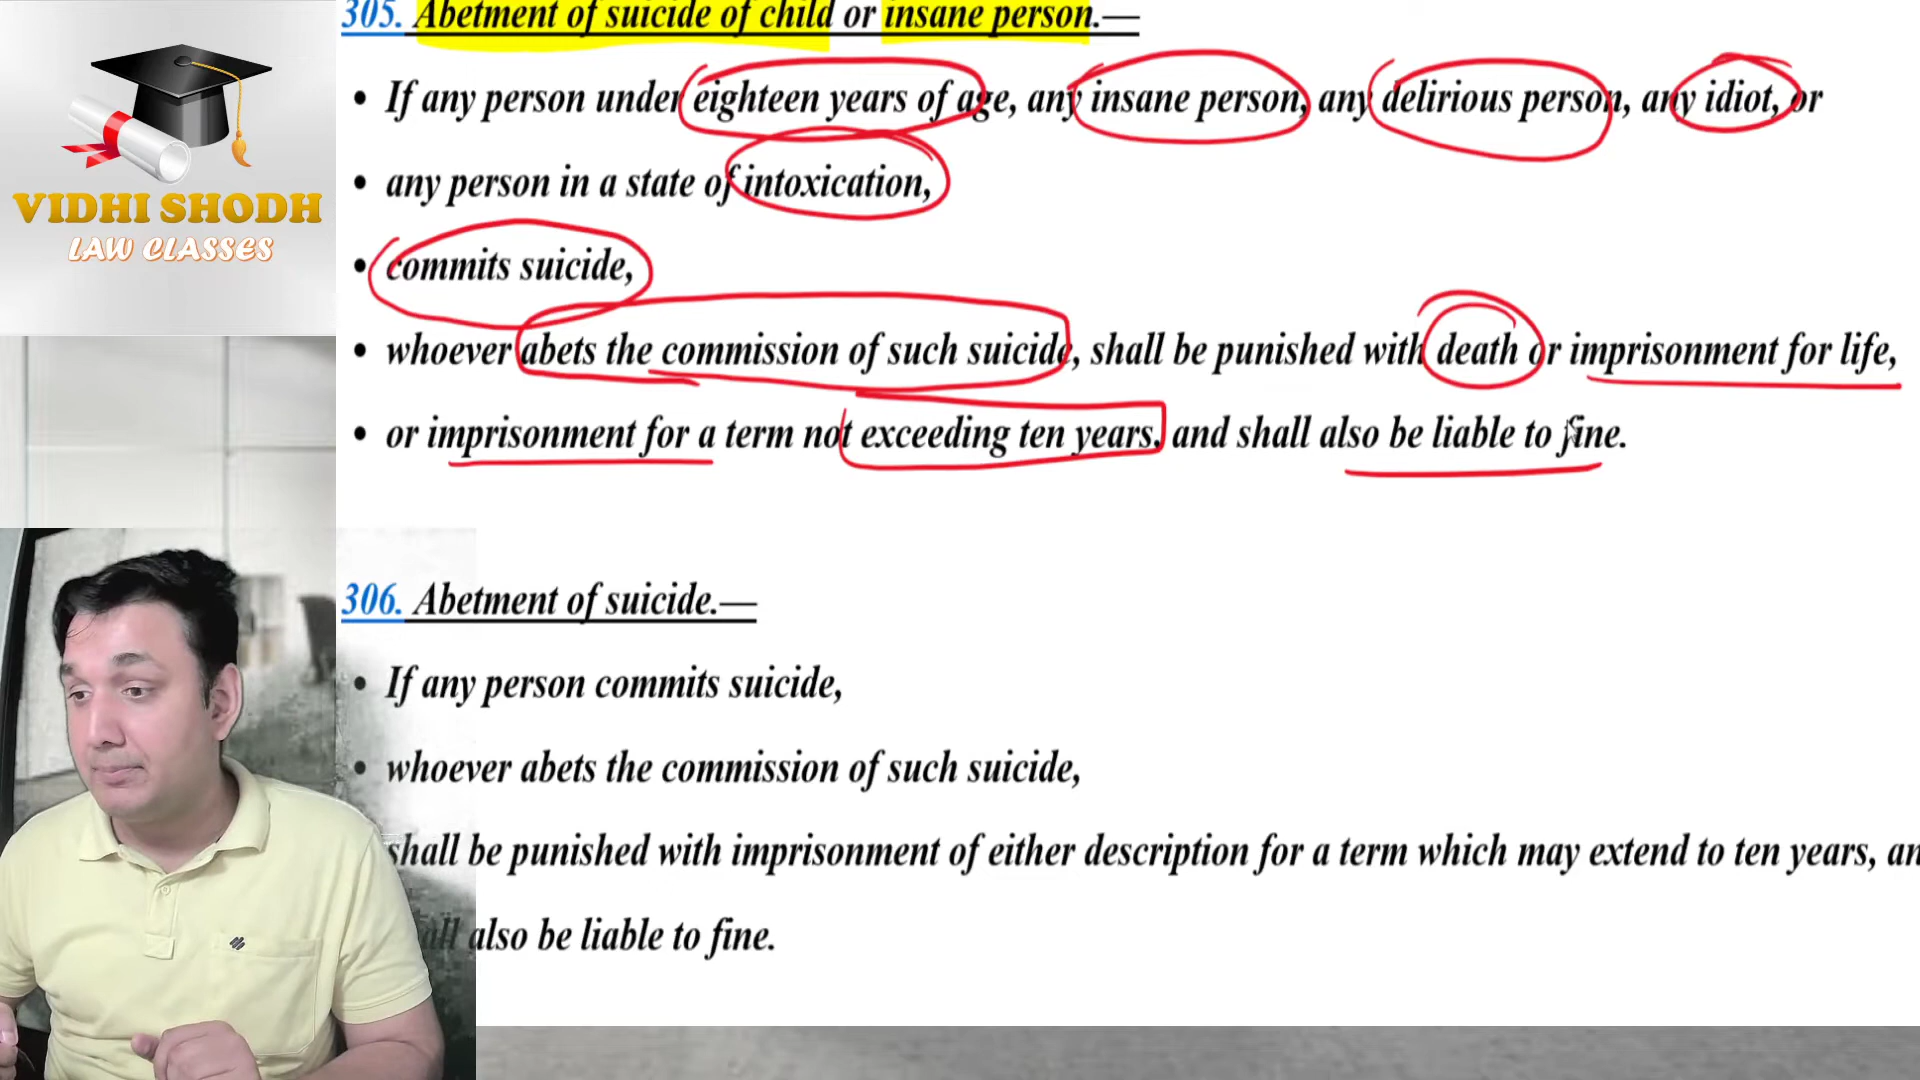 305. Abetment of suicide of child or insane person.—
VIDHI SHODH
LAW CLASSES
• If any person under eighteen years of age, any insane person, any delirious person, any idiot, or
• any person in a state of intoxication,
• commits suicide,
• whoever abets the commission of such suicide, shall be punished with death or imprisonment for life,
• or imprisonment for a term not exceeding ten years, and shall also be liable to fine.
306. Abetment of suicide.—
• If any person commits suicide,
• whoever abets the commission of such suicide,
shall be punished with imprisonment of either description for a term which may extend to ten years,
also be liable to fine.